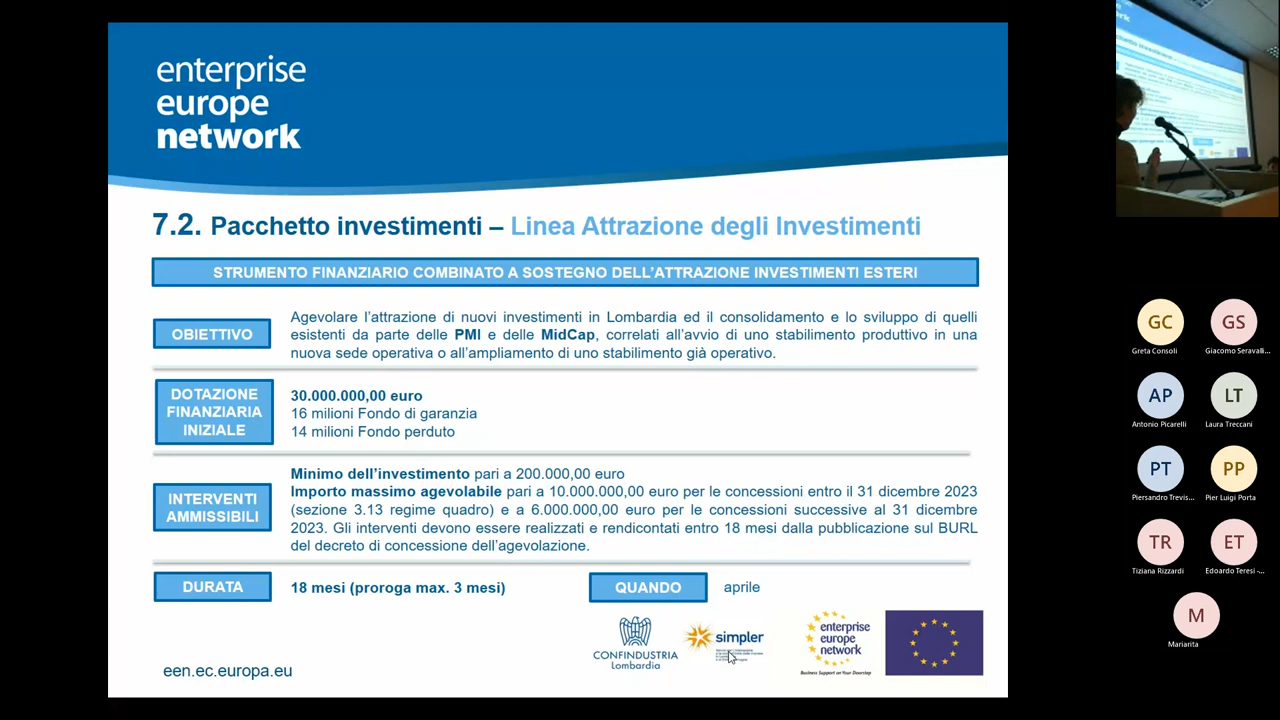 enterprise
europe
network
7.2. Pacchetto investimenti – Linea Attrazione degli Investimenti
STRUMENTO FINANZIARIO COMBINATO A SOSTEGNO DELL'ATTRAZIONE INVESTIMENTI ESTERI
OBIETTIVO
Agevolare l'attrazione di nuovi investimenti in Lombardia ed il consolidamento e lo sviluppo di quelli
esistenti da parte delle PMI e delle MidCap, correlati all'avvio di uno stabilimento produttivo in una
nuova sede operativa o all'ampliamento di uno stabilimento già operativo.
DOTAZIONE
FINANZIARIA
INIZIALE
30.000.000,00 euro
16 milioni Fondo di garanzia
14 milioni Fondo perduto
INTERVENTI
AMMISSIBILI
Minimo dell'investimento pari a 200.000,00 euro
Importo massimo agevolabile pari a 10.000.000,00 euro per le concessioni entro il 31 dicembre 2023
(sezione 3.13 regime quadro) e a 6.000.000,00 euro per le concessioni successive al 31 dicembre
2023. Gli interventi devono essere realizzati e rendicontati entro 18 mesi dalla pubblicazione sul BURL
del decreto di concessione dell'agevolazione.
DURATA
18 mesi (proroga max. 3 mesi)
QUANDO
aprile
een.ec.europa.eu
CONFINDUSTRIA
Lombardia
simpler
enterprise
europe
network
Business Support on Your Doorstep
GC
Greta Consoli
GS
Giacomo Seravalli...
AP
Antonio Picarelli
LT
Laura Treccani
PT
Piersandro Trevis...
PP
Pier Luigi Porta
TR
Tiziana Rizzardi
ET
Edoardo Teresi -...
M
Mariarita